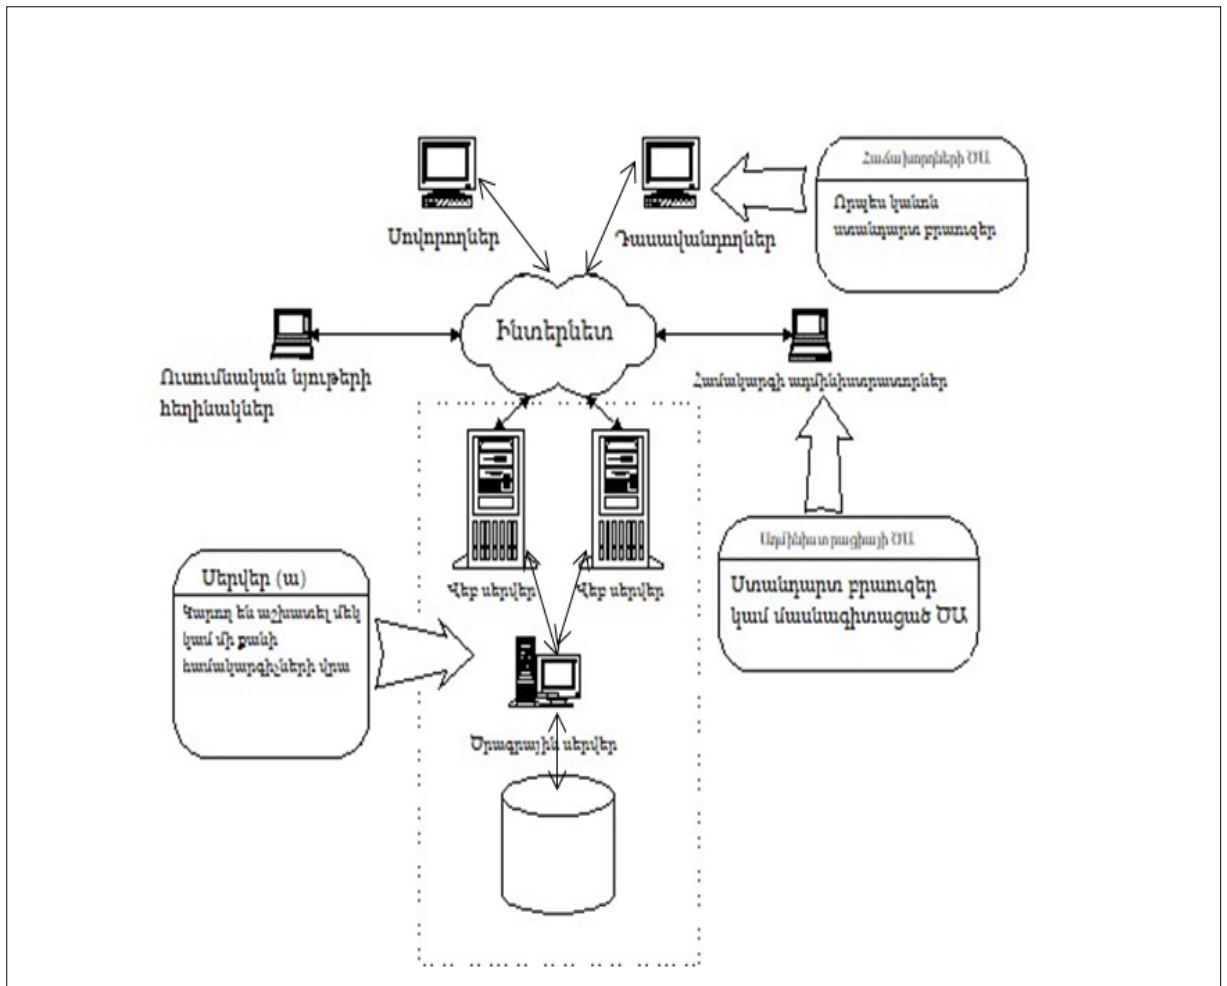 Հաճախորդների ԾԱ
Որպես կանոն
ստանդարտ բրաուզեր
Սովորողներ
Դասավանդողներ
Ինտերնետ
Ուսումնական նյութերի
հեղինակներ
Համակարգի ադմինիստրատորներ
Ադմինիստրացիայի ԾԱ
Ստանդարտ բրաուզեր
կամ մասնագիտացած ԾԱ
Սերվեր (ա)
Կարող են աշխատել մեկ
կամ մի քանի
համակարգիչների վրա
Վեբ սերվեր
Վեբ սերվեր
Ծրագրային սերվեր